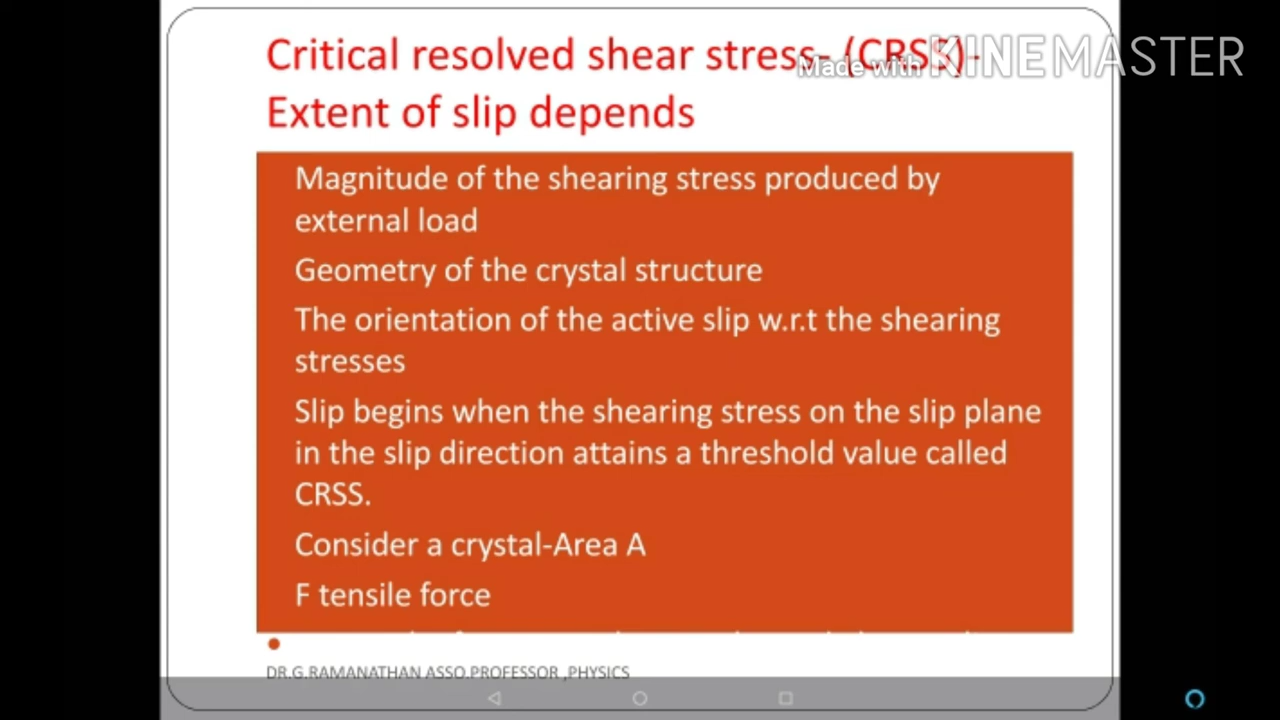 Critical resolved shear stress- (CRSS)-
Made with KINEMASTER
Extent of slip depends
Magnitude of the shearing stress produced by
external load
Geometry of the crystal structure
The orientation of the active slip w.r.t the shearing
stresses
Slip begins when the shearing stress on the slip plane
in the slip direction attains a threshold value called
CRSS.
Consider a crystal-Area A
F tensile force
DR.G.RAMANATHAN ASSO.PROFESSOR ,PHYSICS